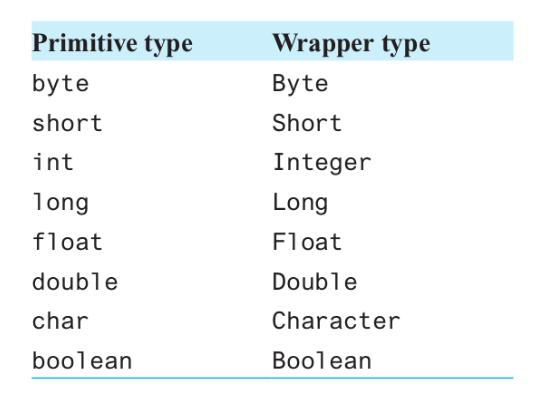 Primitive type Wrapper type
byte Byte
short Short
int Integer
long Long
float Float
double Double
char Character
boolean Boolean